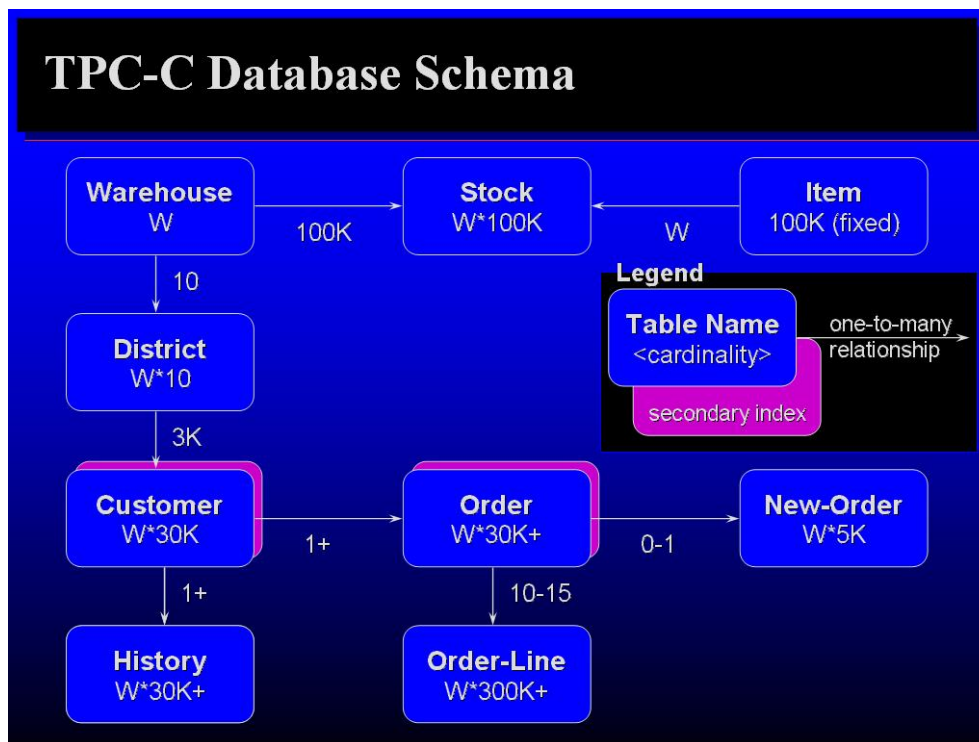 TPC-C Database Schema
Warehouse
W
100K
Stock
W*100K
W
Item
100K (fixed)
10
Legend
Table Name
<cardinality>
one-to-many
relationship
secondary index
District
W*10
3K
Customer
W*30K
1+
Order
W*30K+
0-1
New-Order
W*5K
1+
10-15
History
W*30K+
Order-Line
W*300K+